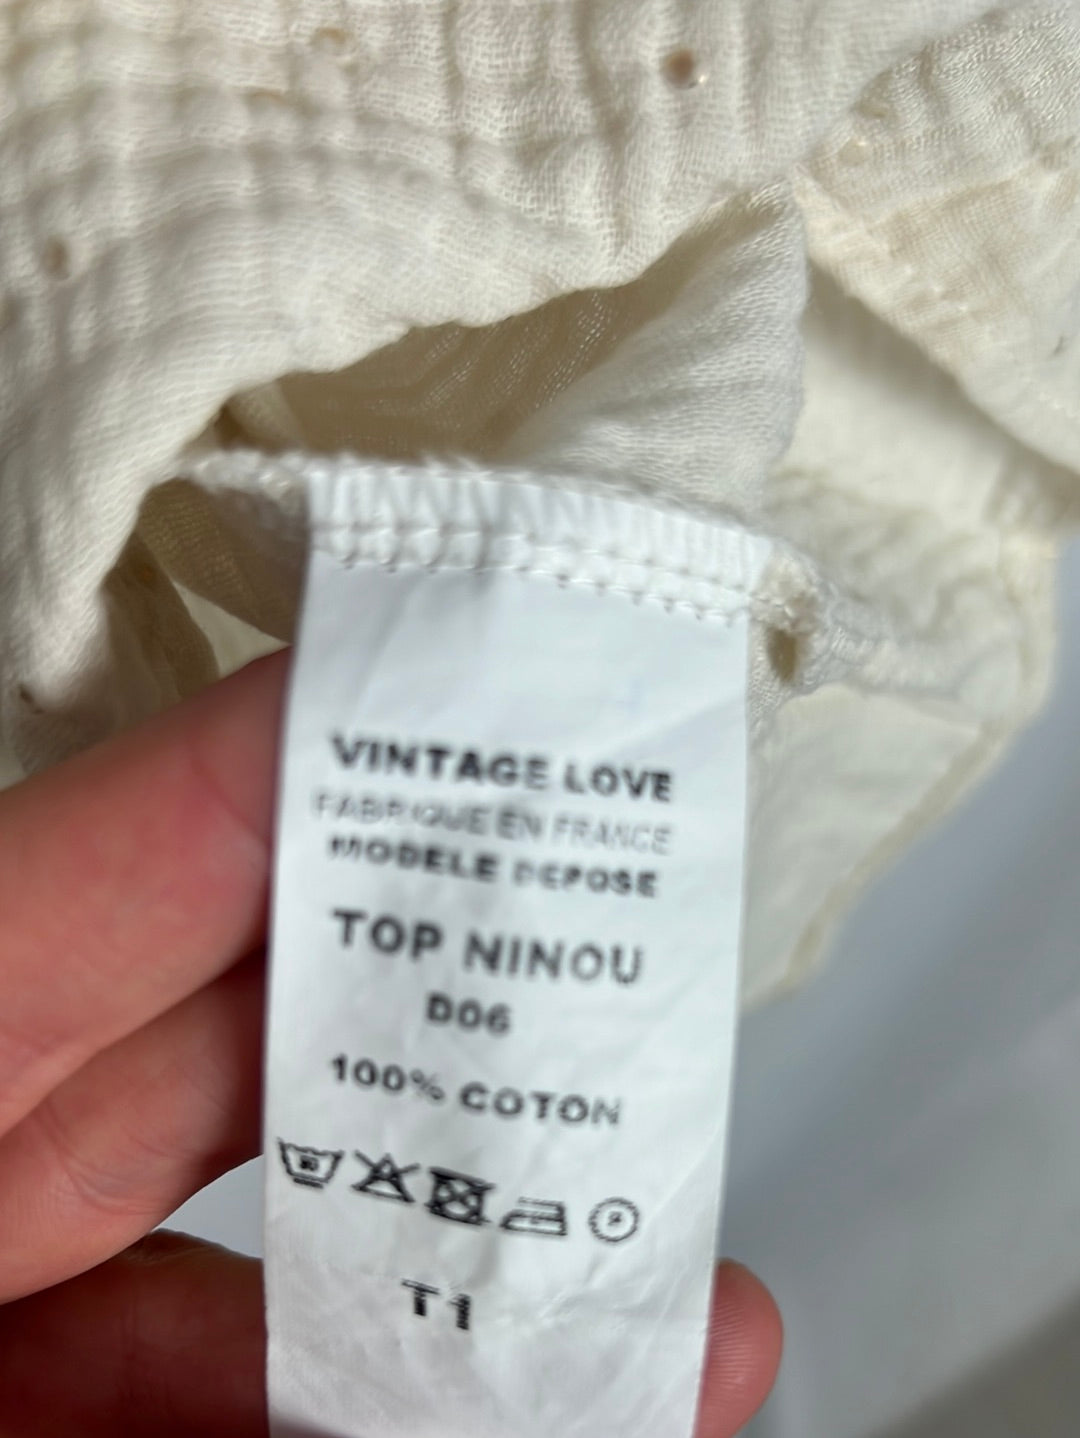 VINTAGE LOVE
FABRIQUE EN FRANCE
MODELE DEPOSE
TOP NINOU
D06
100% COTON
P
T1